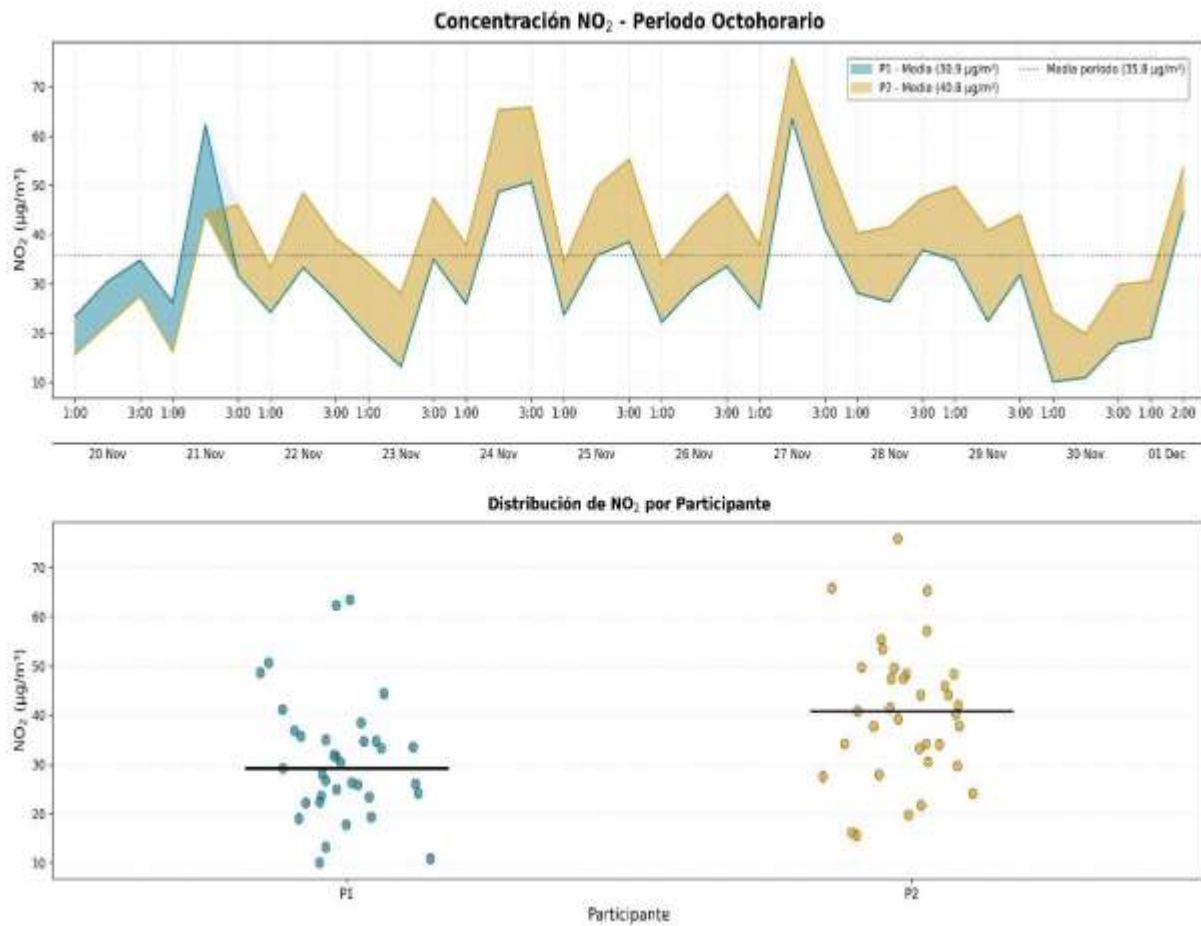 Concentración NO₂ - Periodo Octohorario
P1 - Media (30.9 µg/m³)
P2 - Media (40.8 µg/m³)
Media periodo (35.8 µg/m³)
NO₂ (µg/m³)
70
60
50
40
30
20
10
1:00 3:00 1:00 3:00 1:00 3:00 1:00 3:00 1:00 3:00 1:00 3:00 1:00 3:00 1:00 3:00 1:00 3:00 1:00 3:00 1:00 3:00 1:00 2:00
20 Nov 21 Nov 22 Nov 23 Nov 24 Nov 25 Nov 26 Nov 27 Nov 28 Nov 29 Nov 30 Nov 01 Dec
Distribución de NO₂ por Participante
NO₂ (µg/m³)
70
60
50
40
30
20
10
P1 P2
Participante